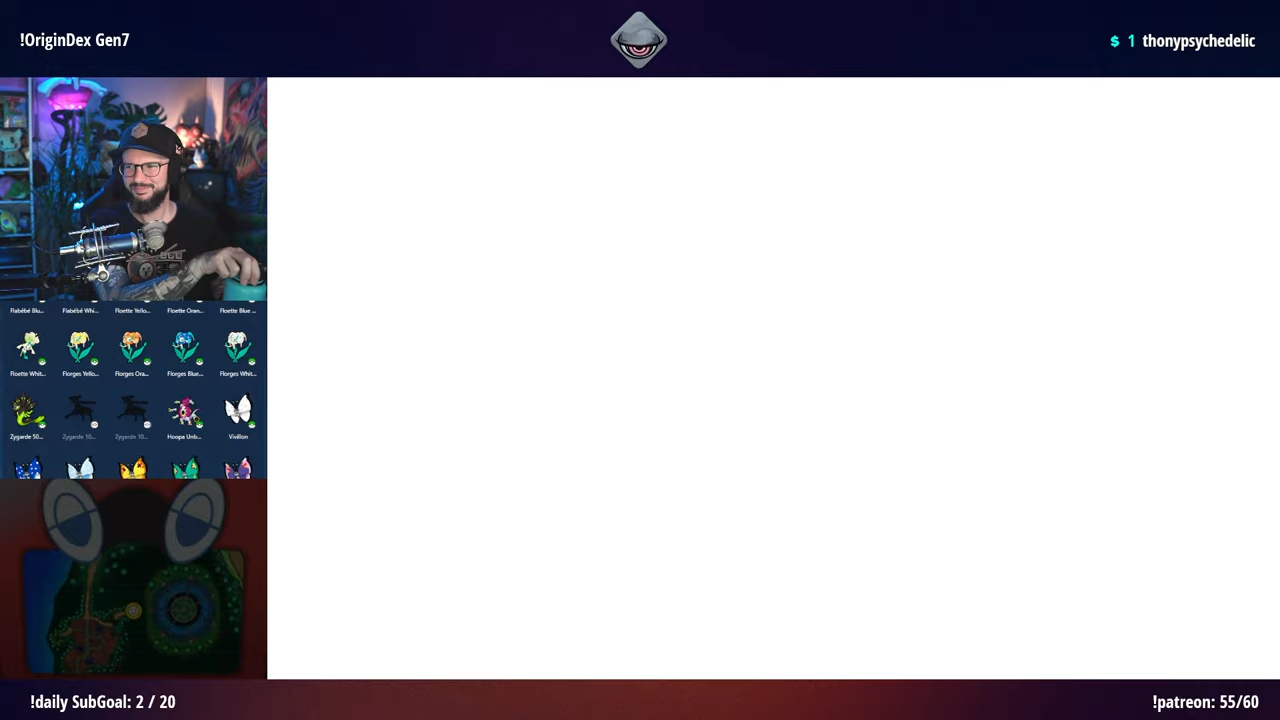 !OriginDex Gen7
$ 1 thonypsychedelic
Flabébé Blu... Flabébé Whi... Floette Yello... Floette Oran... Floette Blue ...
Floette Whit... Florges Yello... Florges Ora... Florges Blue... Florges Whit...
Zygarde 50... Zygarde 10... Zygarde 10... Hoopa Unb... Vivillon
!daily SubGoal: 2 / 20
!patreon: 55/60